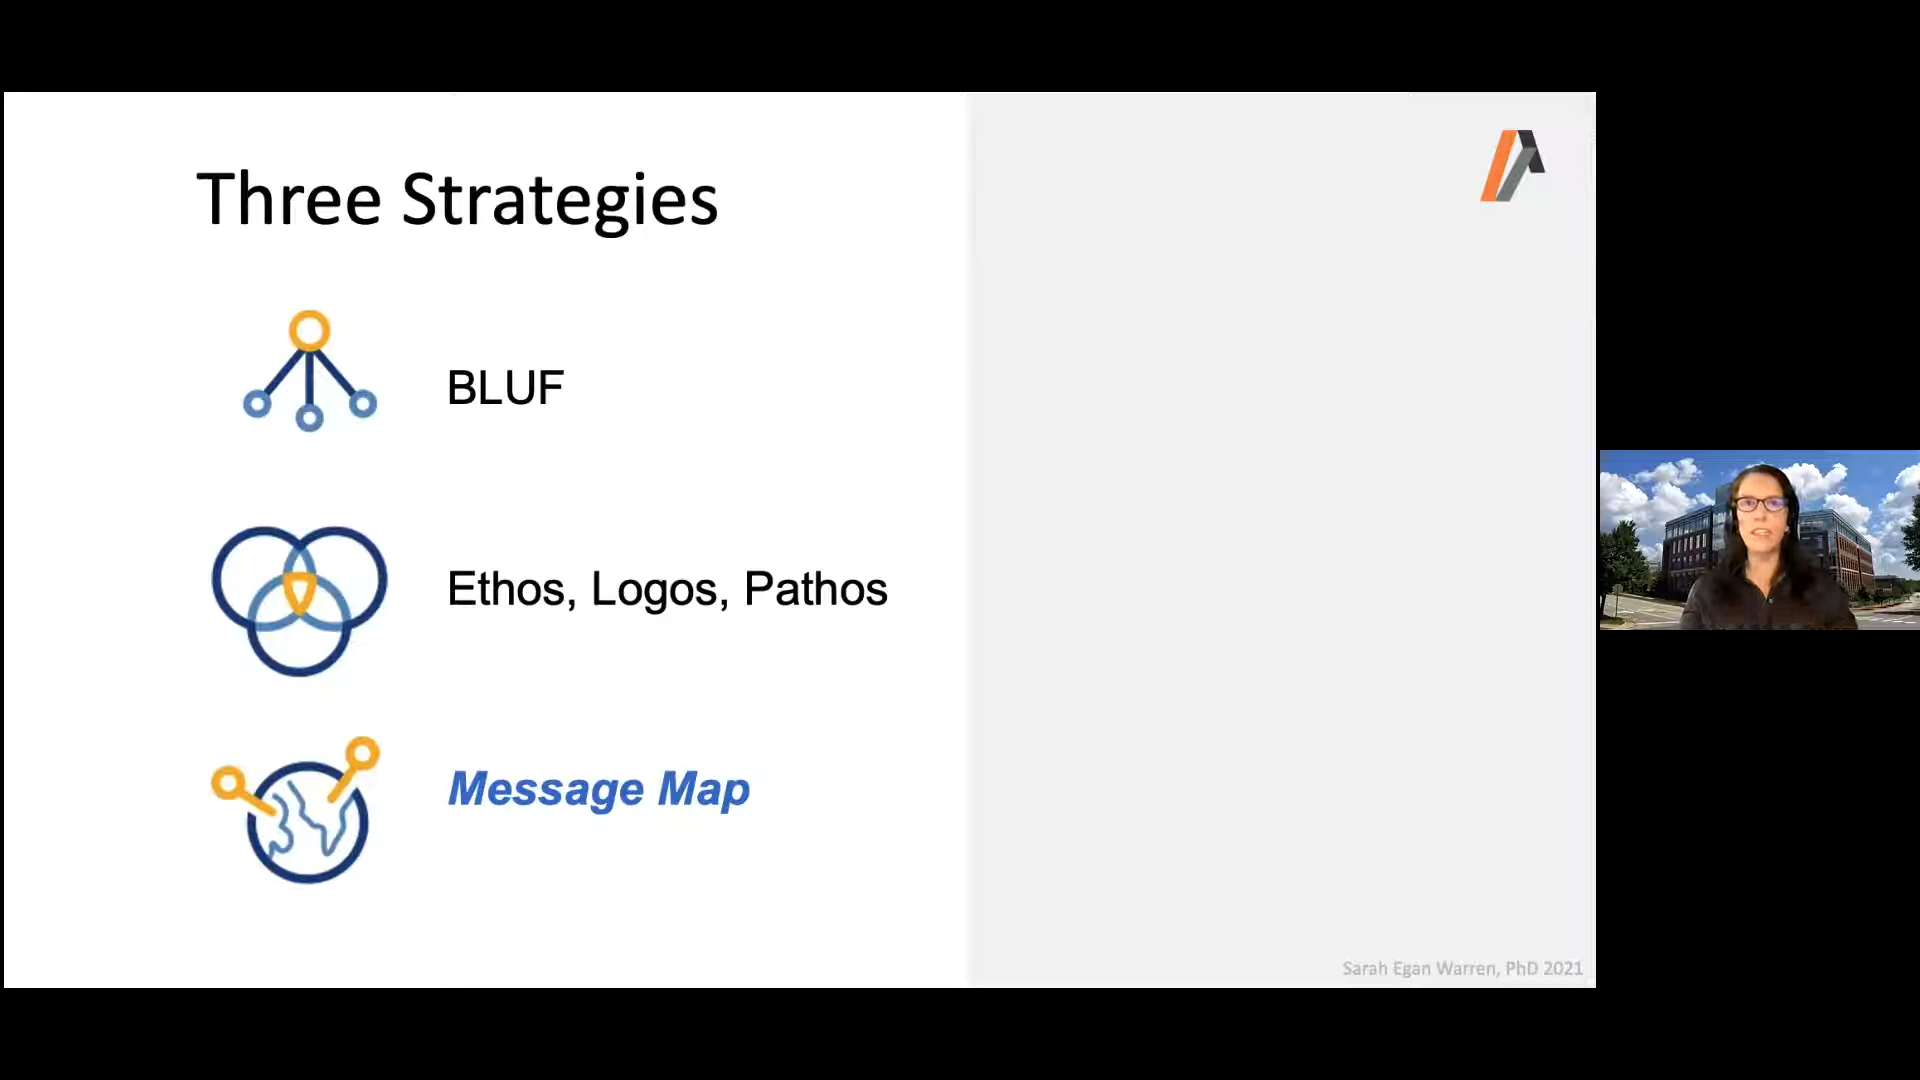 Three Strategies
BLUF
Ethos, Logos, Pathos
Message Map
Sarah Egan Warren, PhD 2021